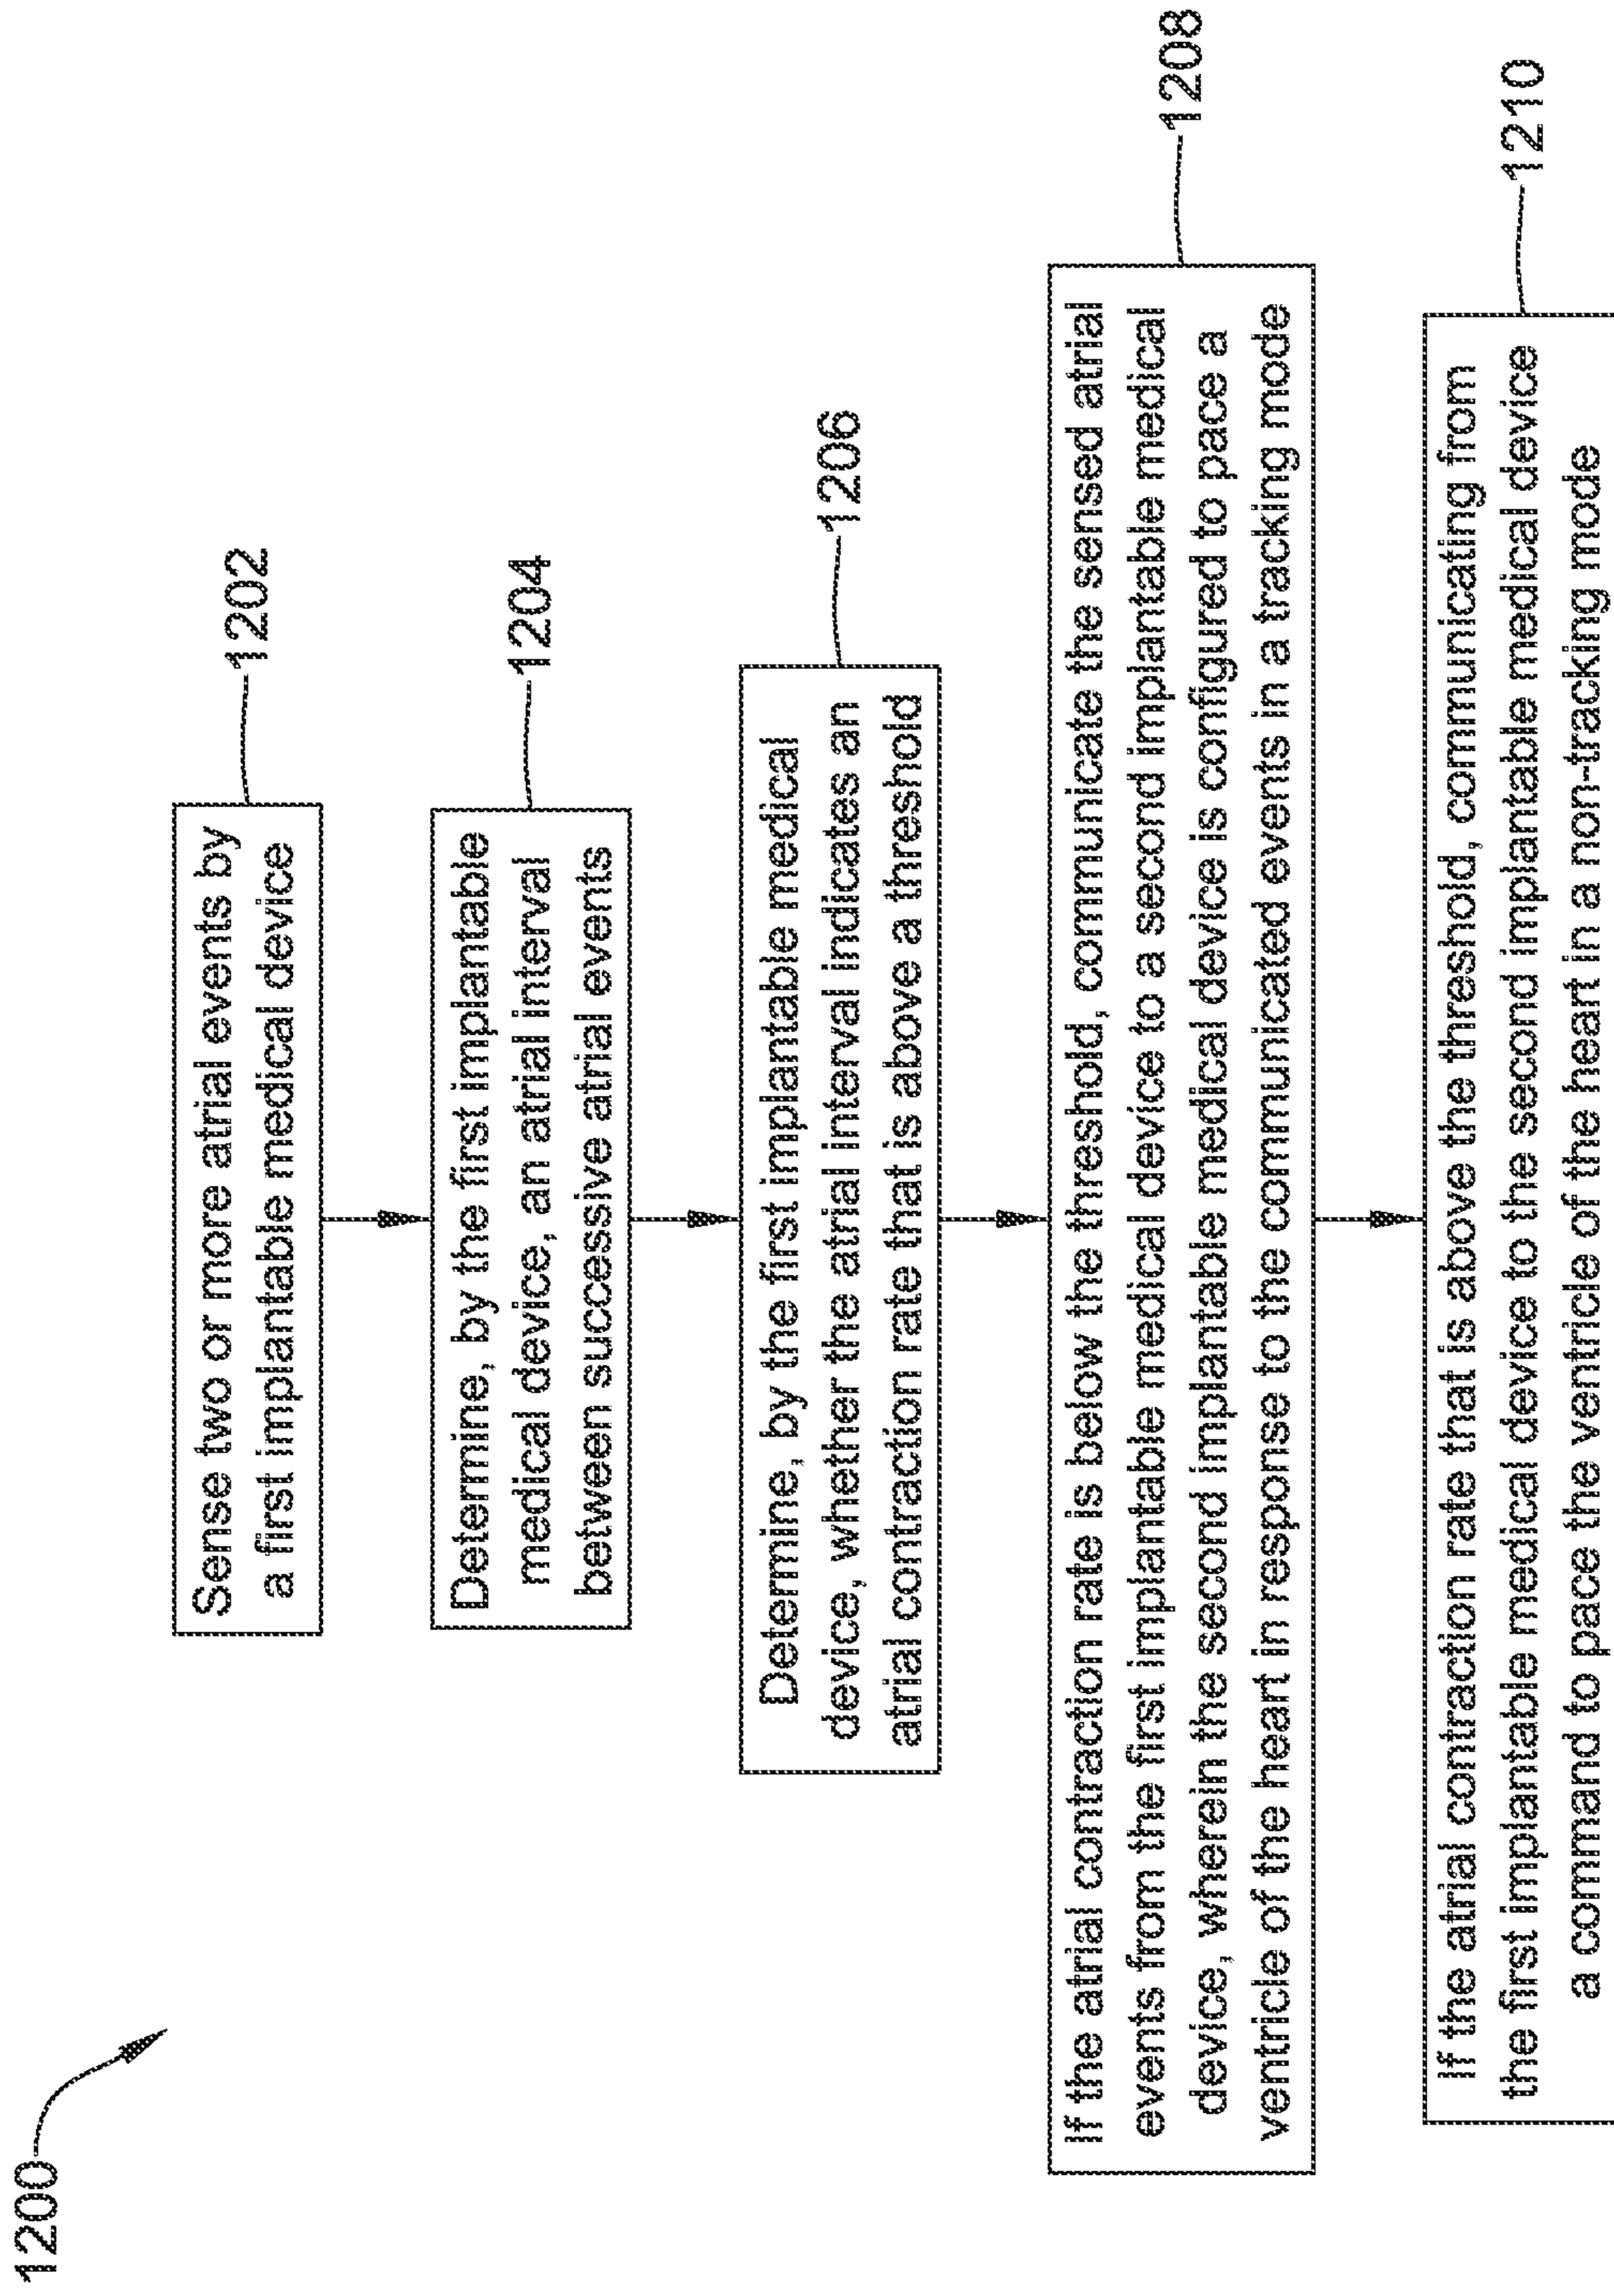 1200
Sense two or more atrial events by
a first implantable medical device
1202
Determine, by the first implantable
medical device, an atrial interval
between successive atrial events
1204
Determine, by the first implantable medical
device, whether the atrial interval indicates an
atrial contraction rate that is above a threshold
1206
If the atrial contraction rate is below the threshold, communicate the sensed atrial
events from the first implantable medical device to a second implantable medical
device, wherein the second implantable medical device is configured to pace a
ventricle of the heart in response to the communicated events in a tracking mode
1208
If the atrial contraction rate that is above the threshold, communicating from
the first implantable medical device to the second implantable medical device
a command to pace the ventricle of the heart in a non-tracking mode
1210